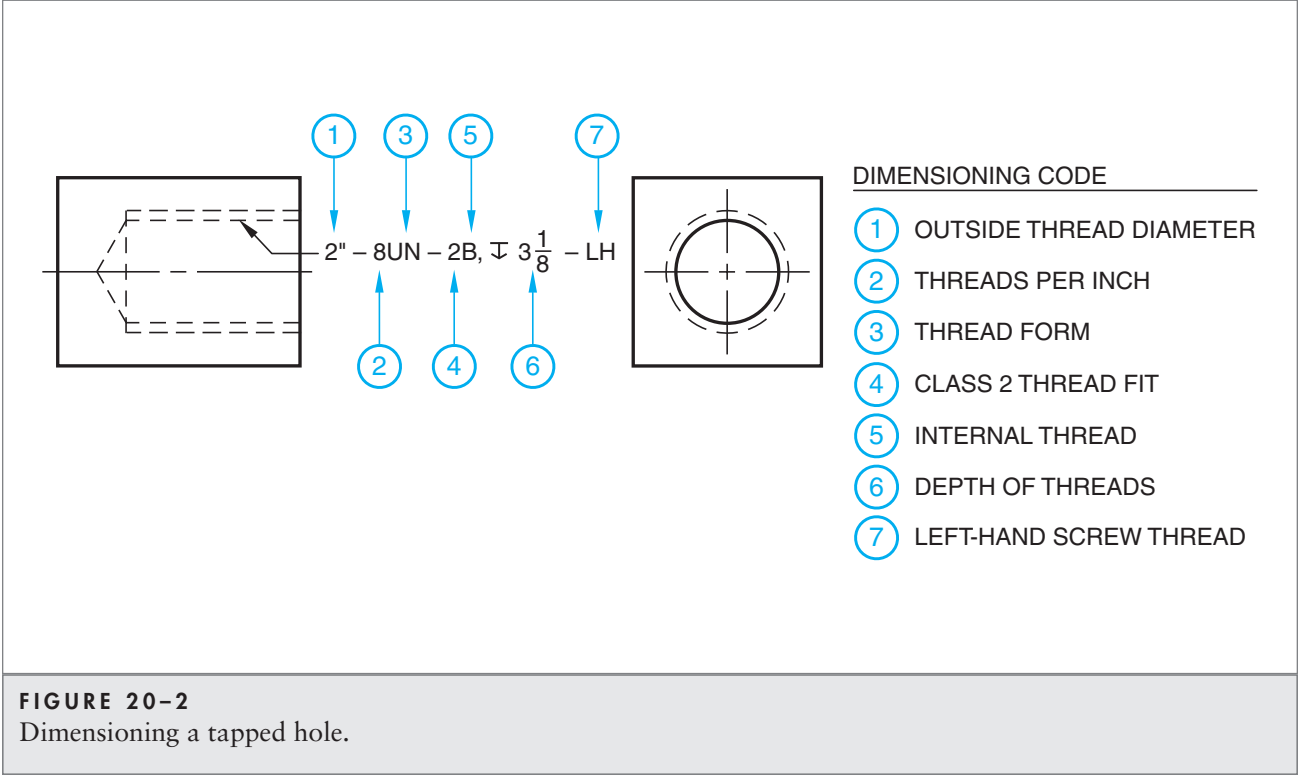 1 3 5 7
2" – 8UN – 2B, ↧ 3 1/8 – LH
2 4 6
DIMENSIONING CODE
1 OUTSIDE THREAD DIAMETER
2 THREADS PER INCH
3 THREAD FORM
4 CLASS 2 THREAD FIT
5 INTERNAL THREAD
6 DEPTH OF THREADS
7 LEFT-HAND SCREW THREAD
FIGURE 20–2
Dimensioning a tapped hole.